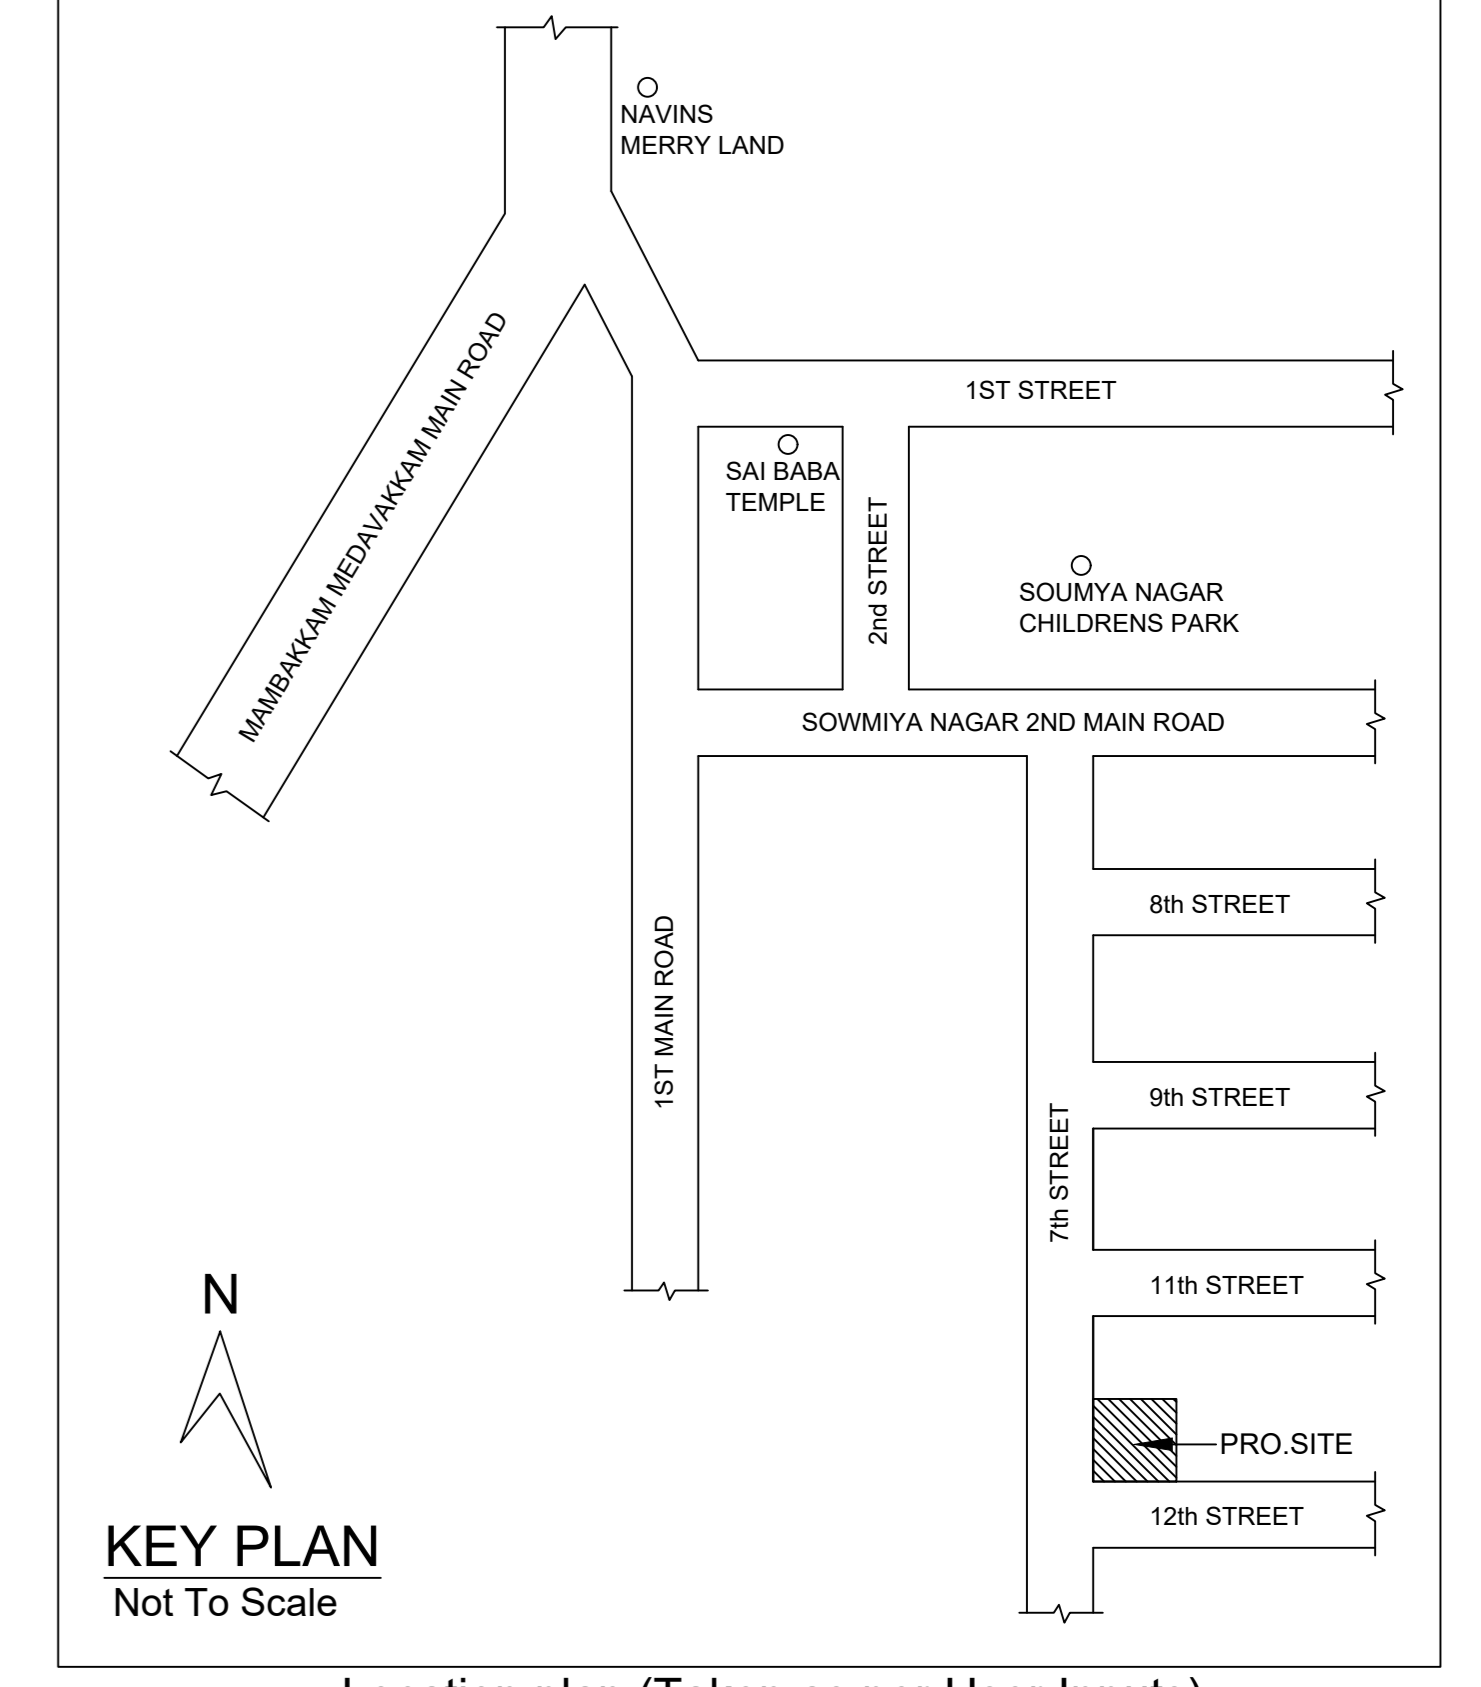 NAVINS
MERRY LAND
MAMBAKKAM MEDAVAKKAM MAIN ROAD
1ST STREET
SAI BABA
TEMPLE
2nd STREET
SOUMYA NAGAR
CHILDRENS PARK
SOWMIYA NAGAR 2ND MAIN ROAD
8th STREET
1ST MAIN ROAD
9th STREET
7th STREET
11th STREET
N
PRO.SITE
12th STREET
KEY PLAN
Not To Scale